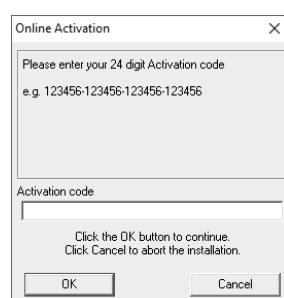 Online Activation
Please enter your 24 digit Activation code
e.g. 123456-123456-123456-123456
Activation code
Click the OK button to continue.
Click Cancel to abort the installation.
OK
Cancel